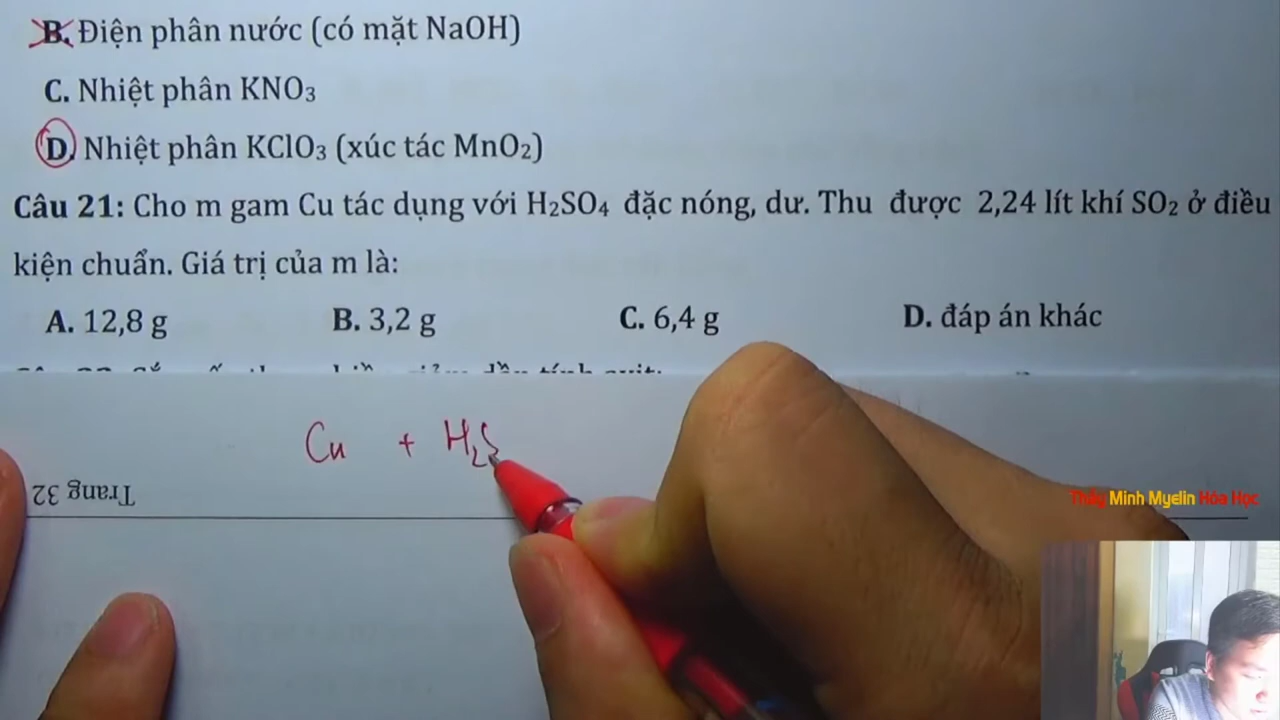 B. Điện phân nước (có mặt NaOH)
C. Nhiệt phân KNO₃
D. Nhiệt phân KClO₃ (xúc tác MnO₂)
Câu 21: Cho m gam Cu tác dụng với H₂SO₄ đặc nóng, dư. Thu được 2,24 lít khí SO₂ ở điều
kiện chuẩn. Giá trị của m là:
A. 12,8 g B. 3,2 g C. 6,4 g D. đáp án khác
Cu + H₂S
Trang 32
Thầy Minh Myelin Hóa Học